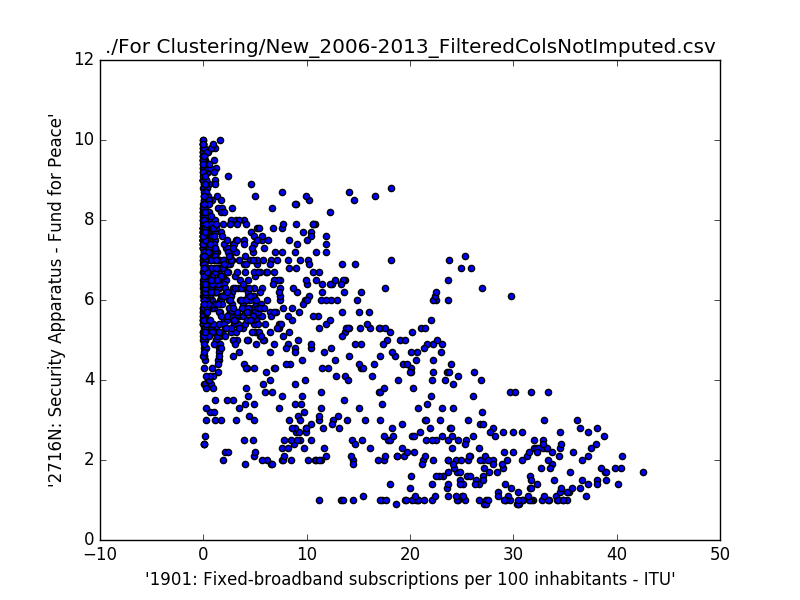 ./For Clustering/New_2006-2013_FilteredColsNotImputed.csv
'2716N: Security Apparatus - Fund for Peace'
12
10
8
6
4
2
0
-10 0 10 20 30 40 50
'1901: Fixed-broadband subscriptions per 100 inhabitants - ITU'